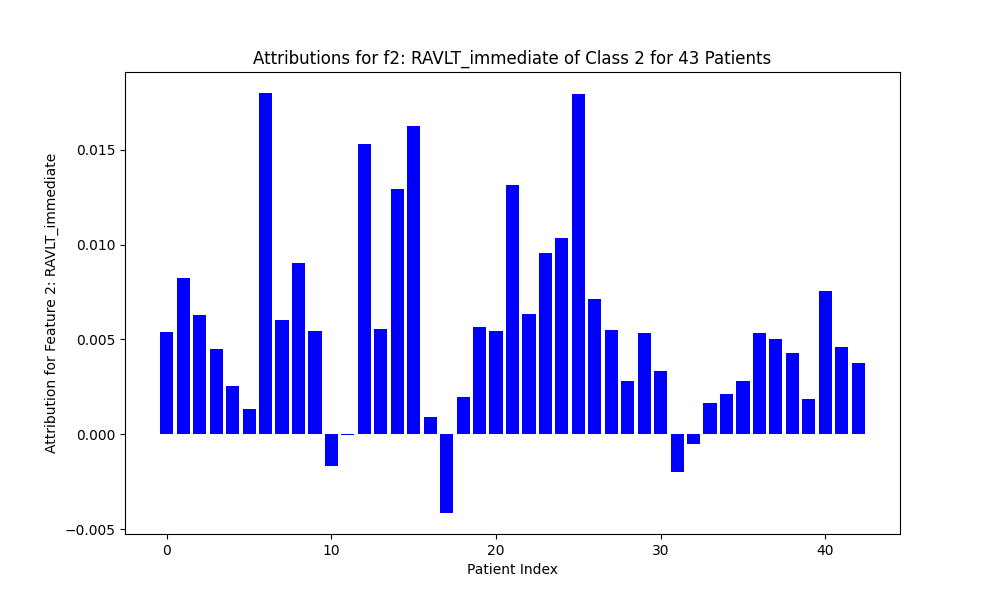 Attributions for f2: RAVLT_immediate of Class 2 for 43 Patients
Attribution for Feature 2: RAVLT_immediate
0.015
0.010
0.005
0.000
−0.005
0 10 20 30 40
Patient Index